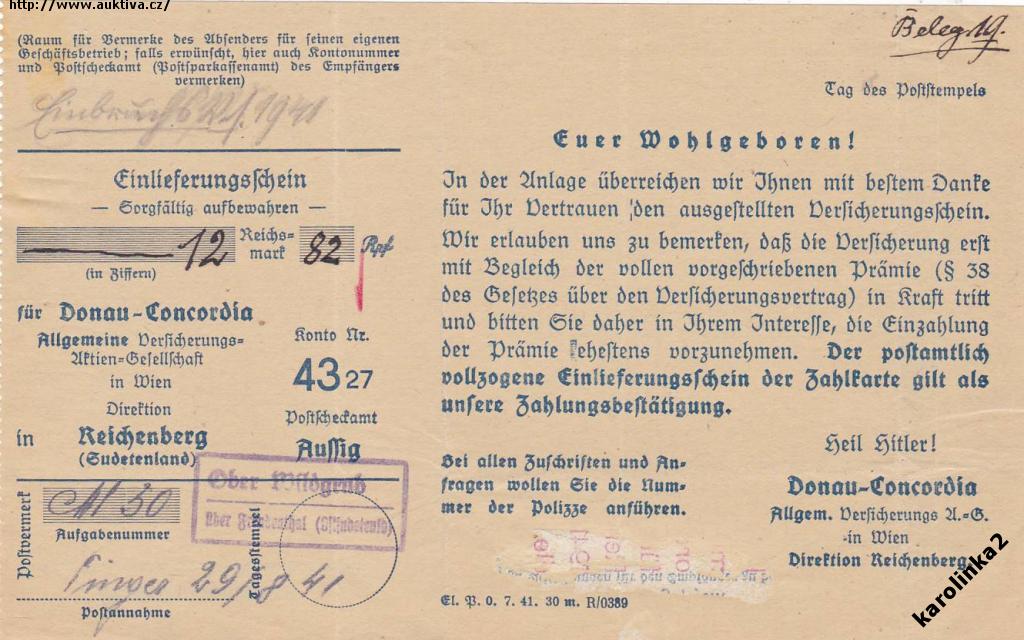 http://www.auktiva.cz/
(Raum für Vermerke des Absenders für seinen eigenen
Geschäftsbetrieb; falls erwünscht, hier auch Kontonummer
und Postscheckamt (Postsparkassenamt) des Empfängers
vermerken)
1941
Einlieferungsschein
— Sorgfältig aufbewahren —
12 Reichs-
mark 82 Rpf
(in Ziffern)
für Donau-Concordia
Allgemeine Versicherungs-
Aktien-Gesellschaft
in Wien
Direktion
in Reichenberg
(Sudetenland)
Konto Nr.
4327
Postscheckamt
Aussig
Ober Wildgrub
über Freudenthal (Ostsudetenld)
Postvermerk
30
Aufgabenummer
Tagesstempel
29/8 41
Postannahme
Beleg 19.
Tag des Poststempels
Euer Wohlgeboren!
In der Anlage überreichen wir Ihnen mit bestem Danke
für Ihr Vertrauen den ausgestellten Versicherungsschein.
Wir erlauben uns zu bemerken, daß die Versicherung erst
mit Begleich der vollen vorgeschriebenen Prämie (§ 38
des Gesetzes über den Versicherungsvertrag) in Kraft tritt
und bitten Sie daher in Ihrem Interesse, die Einzahlung
der Prämie ehestens vorzunehmen. Der postamtlich
vollzogene Einlieferungsschein der Zahlkarte gilt als
unsere Zahlungsbestätigung.
Heil Hitler!
Bei allen Zuschriften und An-
fragen wollen Sie die Num-
mer der Polizze anführen.
Donau-Concordia
Allgem. Versicherungs A.-G.
in Wien
Direktion Reichenberg
El. P. 0. 7. 41. 30 m. R/0389
karolinka2